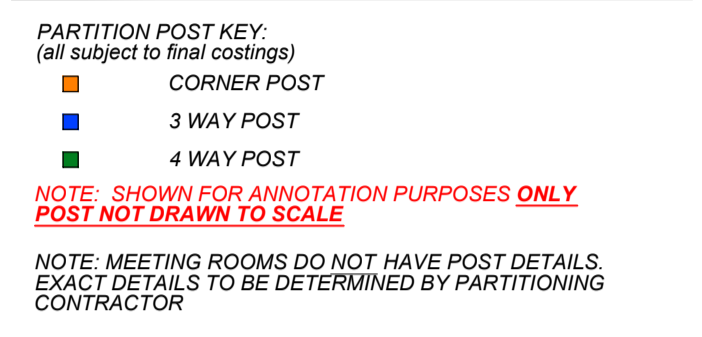 PARTITION POST KEY:
(all subject to final costings)
CORNER POST
3 WAY POST
4 WAY POST
NOTE: SHOWN FOR ANNOTATION PURPOSES ONLY
POST NOT DRAWN TO SCALE
NOTE: MEETING ROOMS DO NOT HAVE POST DETAILS.
EXACT DETAILS TO BE DETERMINED BY PARTITIONING
CONTRACTOR